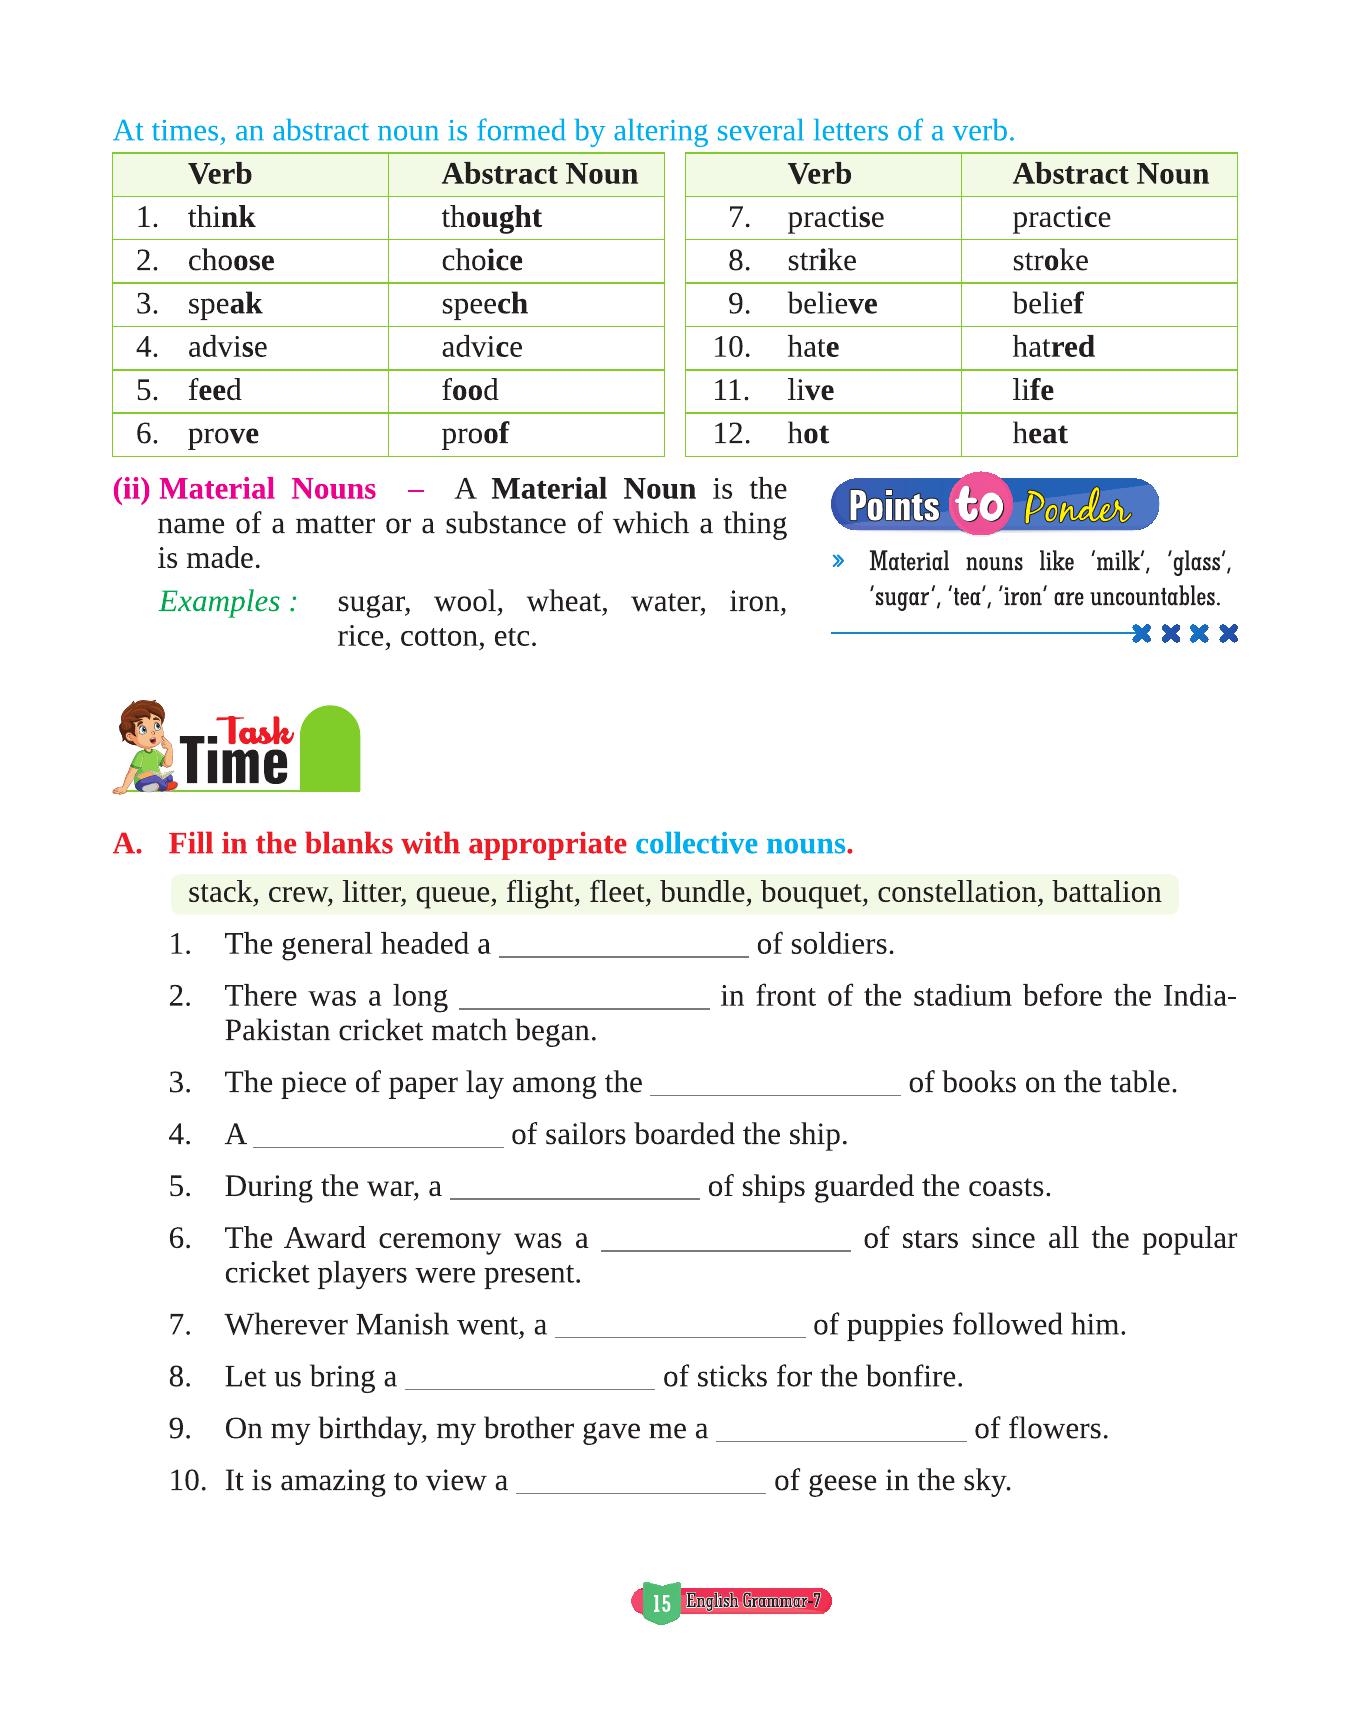 At times, an abstract noun is formed by altering several letters of a verb.
Verb Abstract Noun Verb Abstract Noun
1. think thought 7. practise practice
2. choose choice 8. strike stroke
3. speak speech 9. believe belief
4. advise advice 10. hate hatred
5. feed food 11. live life
6. prove proof 12. hot heat
(ii) Material Nouns – A Material Noun is the
name of a matter or a substance of which a thing
is made.
Examples : sugar, wool, wheat, water, iron,
rice, cotton, etc.
Points to Ponder
» Material nouns like ‘milk’, ‘glass’,
‘sugar’, ‘tea’, ‘iron’ are uncountables.
Task
Time
A. Fill in the blanks with appropriate collective nouns.
stack, crew, litter, queue, flight, fleet, bundle, bouquet, constellation, battalion
1. The general headed a ________________ of soldiers.
2. There was a long ________________ in front of the stadium before the India-
Pakistan cricket match began.
3. The piece of paper lay among the ________________ of books on the table.
4. A ________________ of sailors boarded the ship.
5. During the war, a ________________ of ships guarded the coasts.
6. The Award ceremony was a ________________ of stars since all the popular
cricket players were present.
7. Wherever Manish went, a ________________ of puppies followed him.
8. Let us bring a ________________ of sticks for the bonfire.
9. On my birthday, my brother gave me a ________________ of flowers.
10. It is amazing to view a ________________ of geese in the sky.
15 English Grammar-7